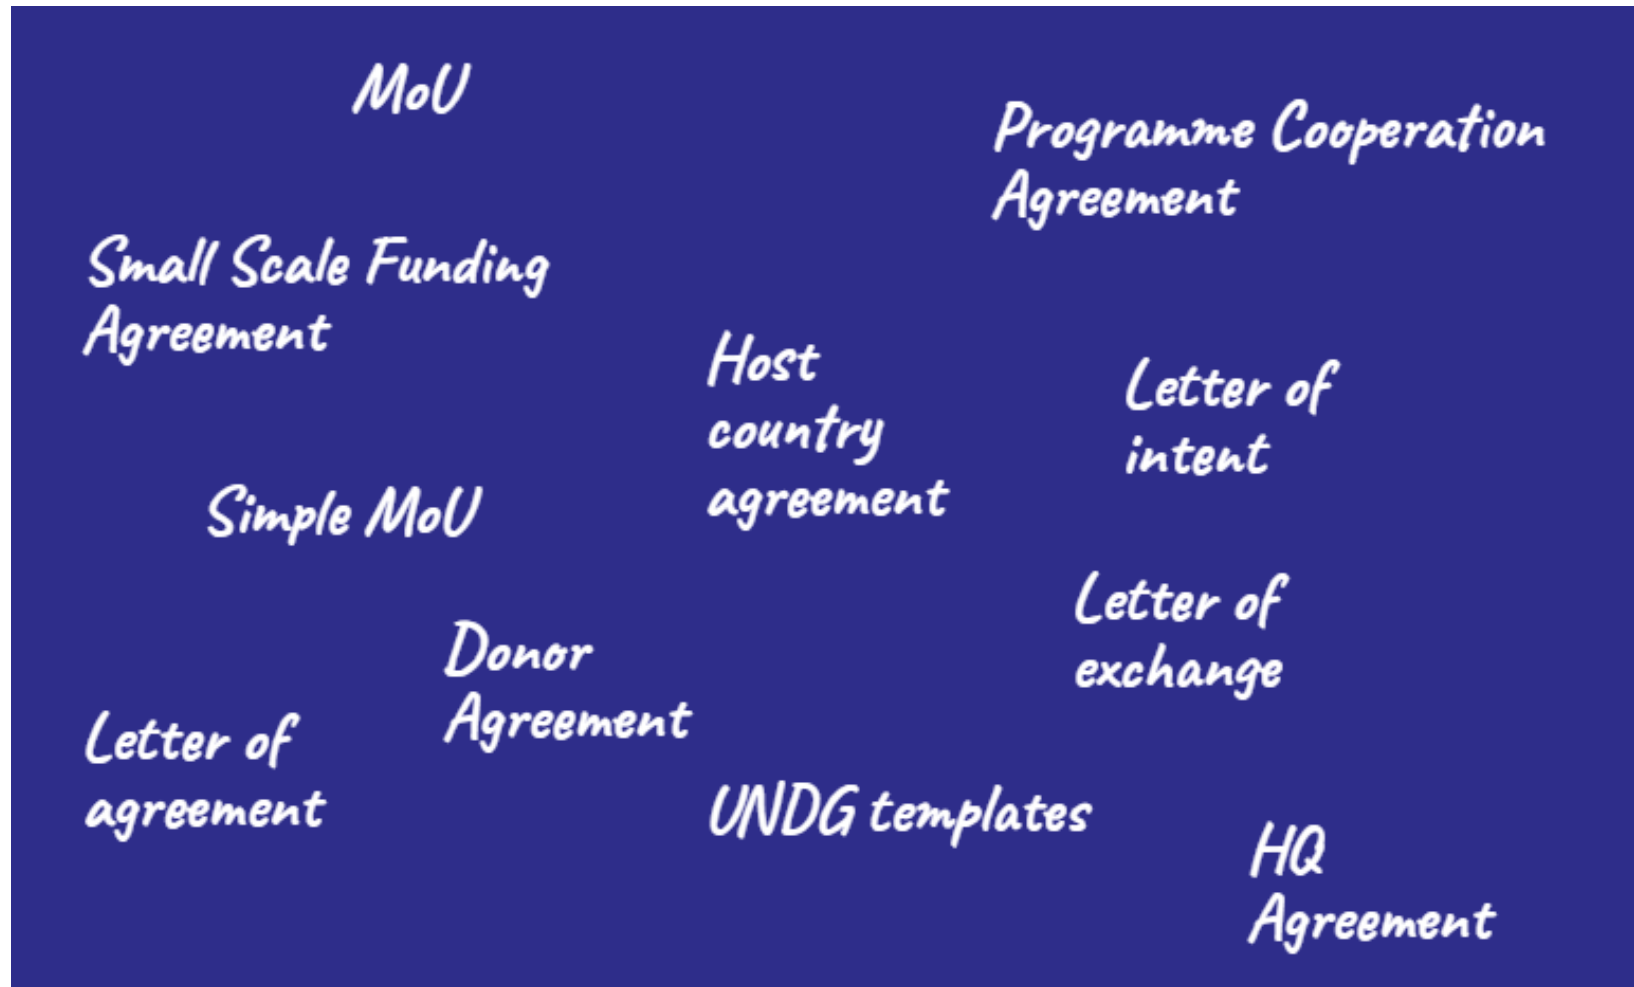 MoU
Programme Cooperation
Agreement
Small Scale Funding
Agreement
Host
country
agreement
Letter of
intent
Simple MoU
Letter of
exchange
Donor
Agreement
Letter of
agreement
UNDG templates
HQ
Agreement